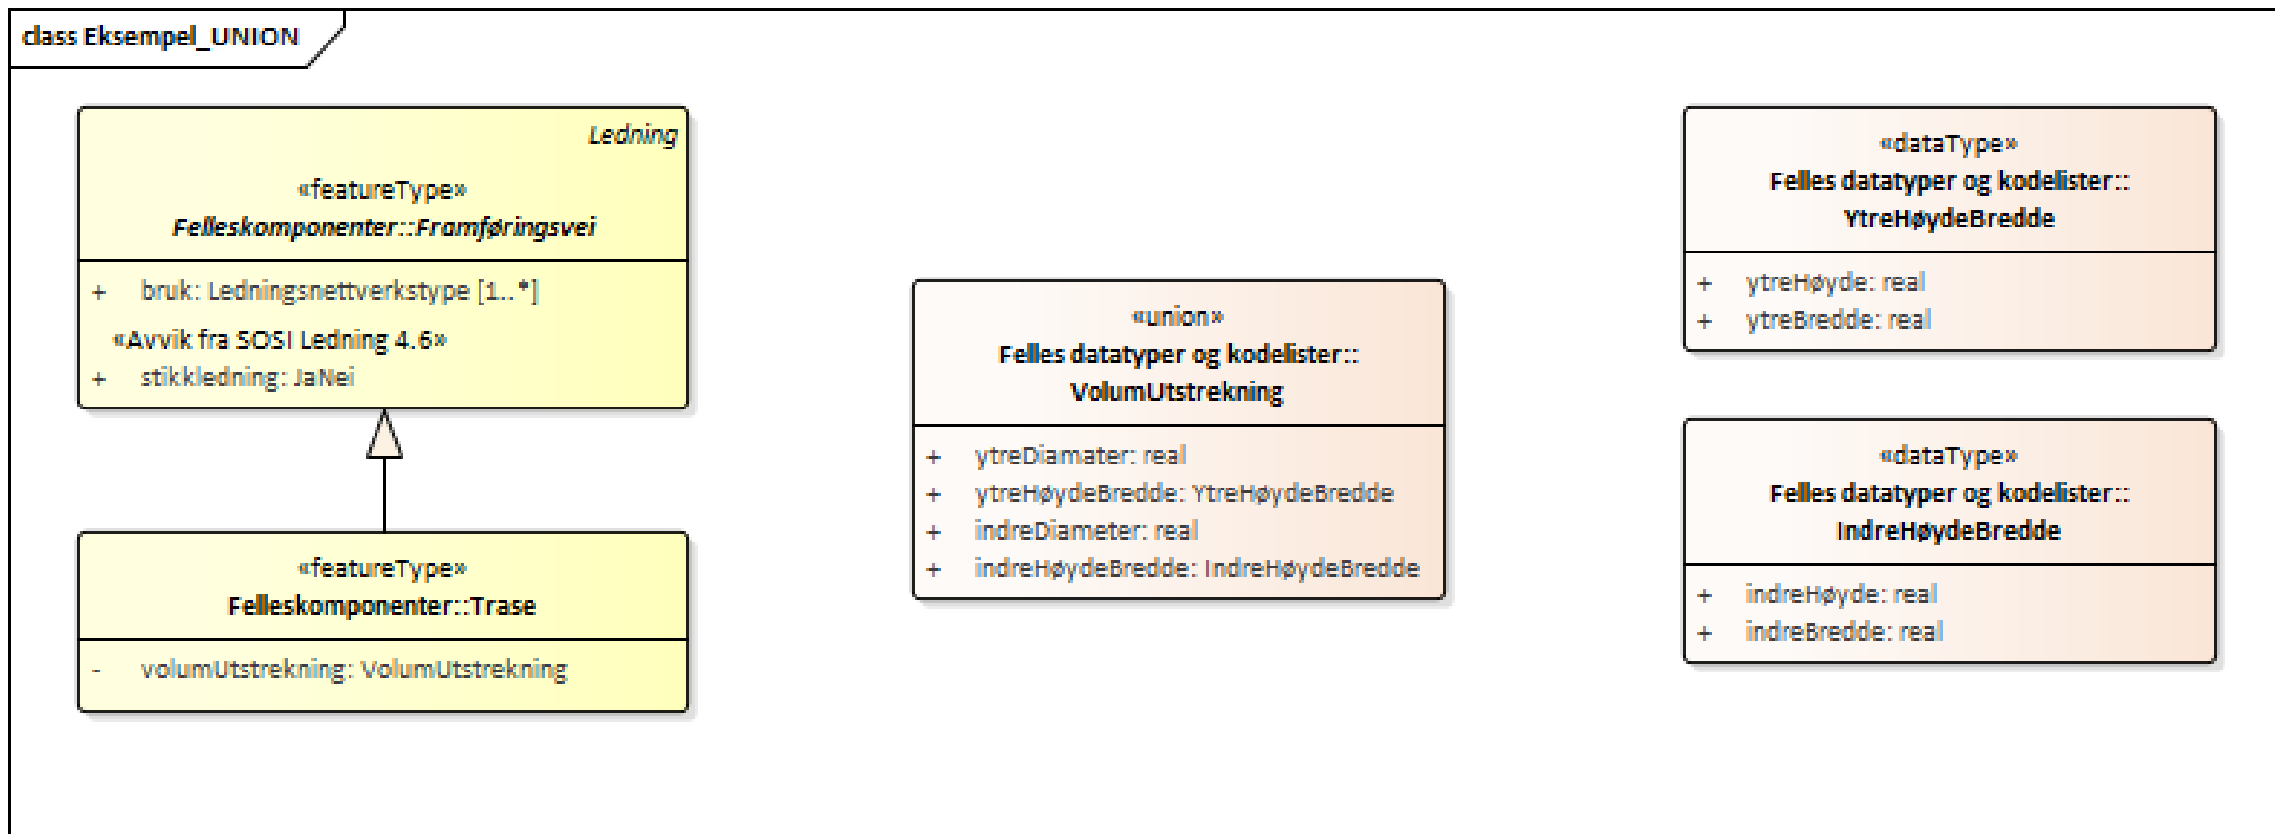 class Eksempel_UNION
Ledning
«featureType»
Felleskomponenter::Framføringsvei
+ bruk: Ledningsnettverkstype [1..*]
«Avvik fra SOSI Ledning 4.6»
+ stikkledning: JaNei
«featureType»
Felleskomponenter::Trase
- volumUtstrekning: VolumUtstrekning
«union»
Felles datatyper og kodelister::
VolumUtstrekning
+ ytreDiamater: real
+ ytreHøydeBredde: YtreHøydeBredde
+ indreDiameter: real
+ indreHøydeBredde: IndreHøydeBredde
«dataType»
Felles datatyper og kodelister::
YtreHøydeBredde
+ ytreHøyde: real
+ ytreBredde: real
«dataType»
Felles datatyper og kodelister::
IndreHøydeBredde
+ indreHøyde: real
+ indreBredde: real